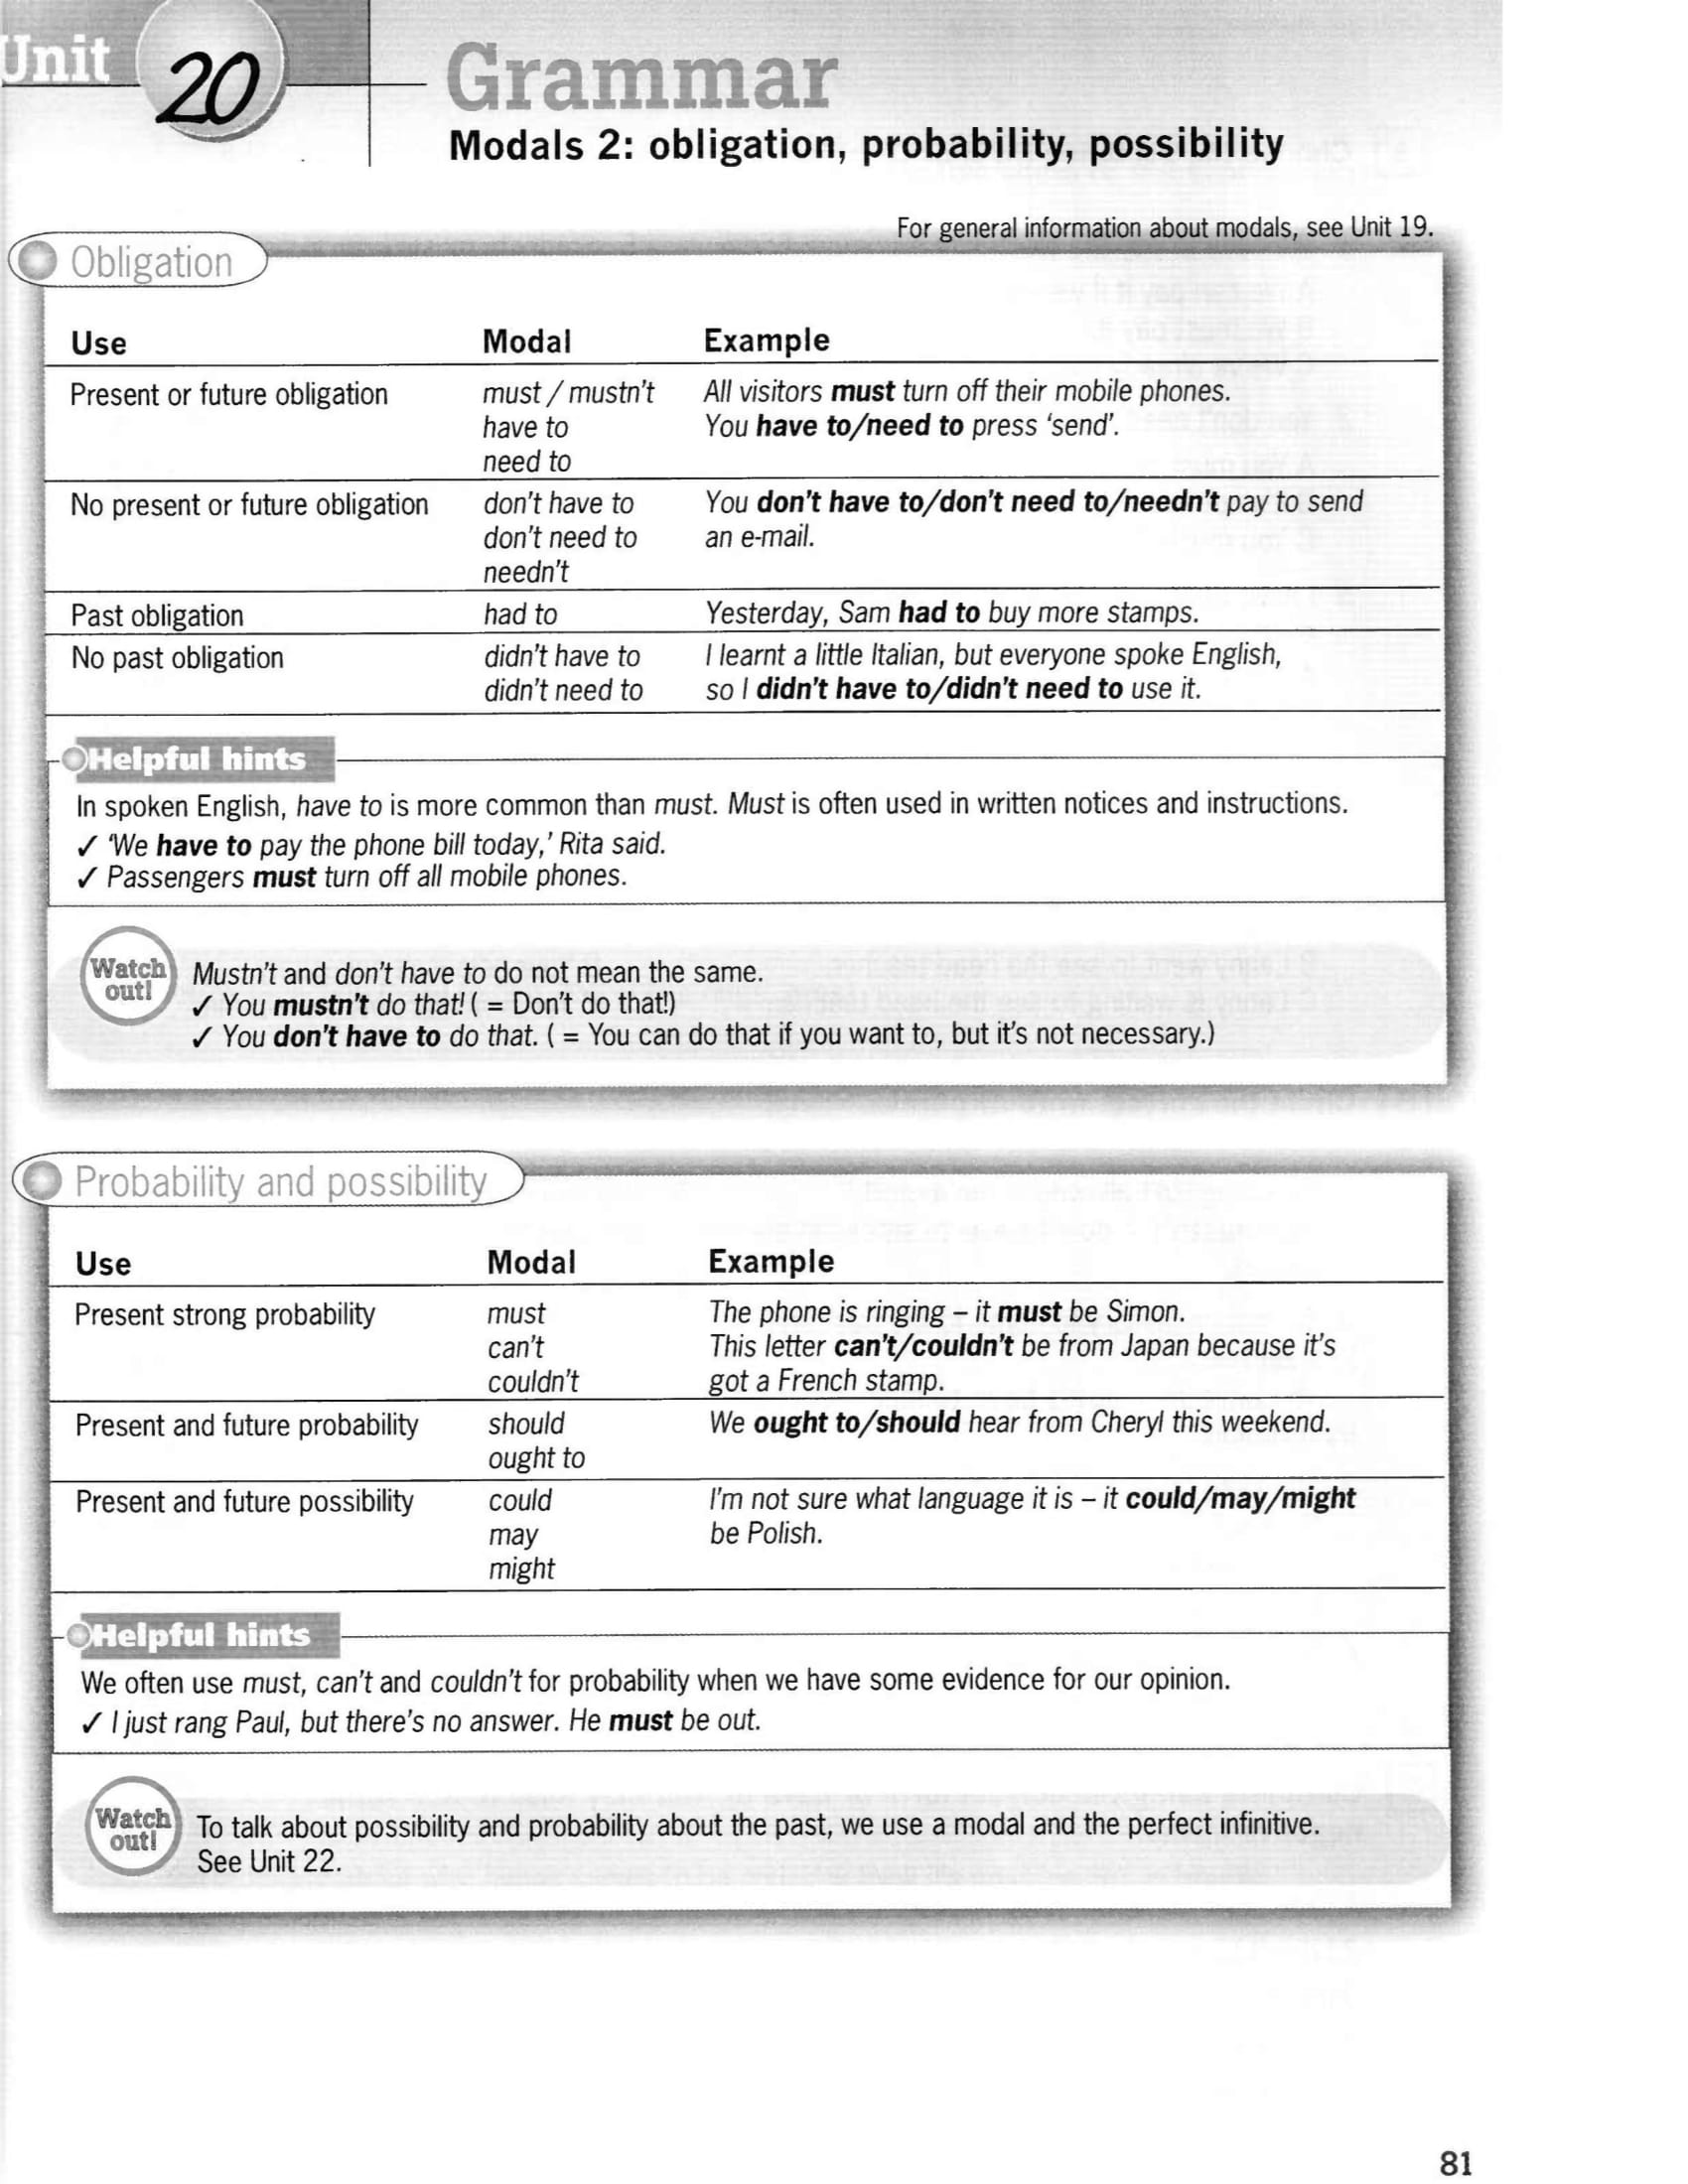 Unit 20
Grammar
Modals 2: obligation, probability, possibility
For general information about modals, see Unit 19.
Obligation
Use Modal Example
Present or future obligation must / mustn't All visitors must turn off their mobile phones.
have to You have to/need to press 'send'.
need to
No present or future obligation don't have to You don't have to/don't need to/needn't pay to send
don't need to an e-mail.
needn't
Past obligation had to Yesterday, Sam had to buy more stamps.
No past obligation didn't have to I learnt a little Italian, but everyone spoke English,
didn't need to so I didn't have to/didn't need to use it.
Helpful hints
In spoken English, have to is more common than must. Must is often used in written notices and instructions.
✓ 'We have to pay the phone bill today,' Rita said.
✓ Passengers must turn off all mobile phones.
Watch
out!
Mustn't and don't have to do not mean the same.
✓ You mustn't do that! ( = Don't do that!)
✓ You don't have to do that. ( = You can do that if you want to, but it's not necessary.)
Probability and possibility
Use Modal Example
Present strong probability must The phone is ringing – it must be Simon.
can't This letter can't/couldn't be from Japan because it's
couldn't got a French stamp.
Present and future probability should We ought to/should hear from Cheryl this weekend.
ought to
Present and future possibility could I'm not sure what language it is – it could/may/might
may be Polish.
might
Helpful hints
We often use must, can't and couldn't for probability when we have some evidence for our opinion.
✓ I just rang Paul, but there's no answer. He must be out.
Watch
out!
To talk about possibility and probability about the past, we use a modal and the perfect infinitive.
See Unit 22.
81